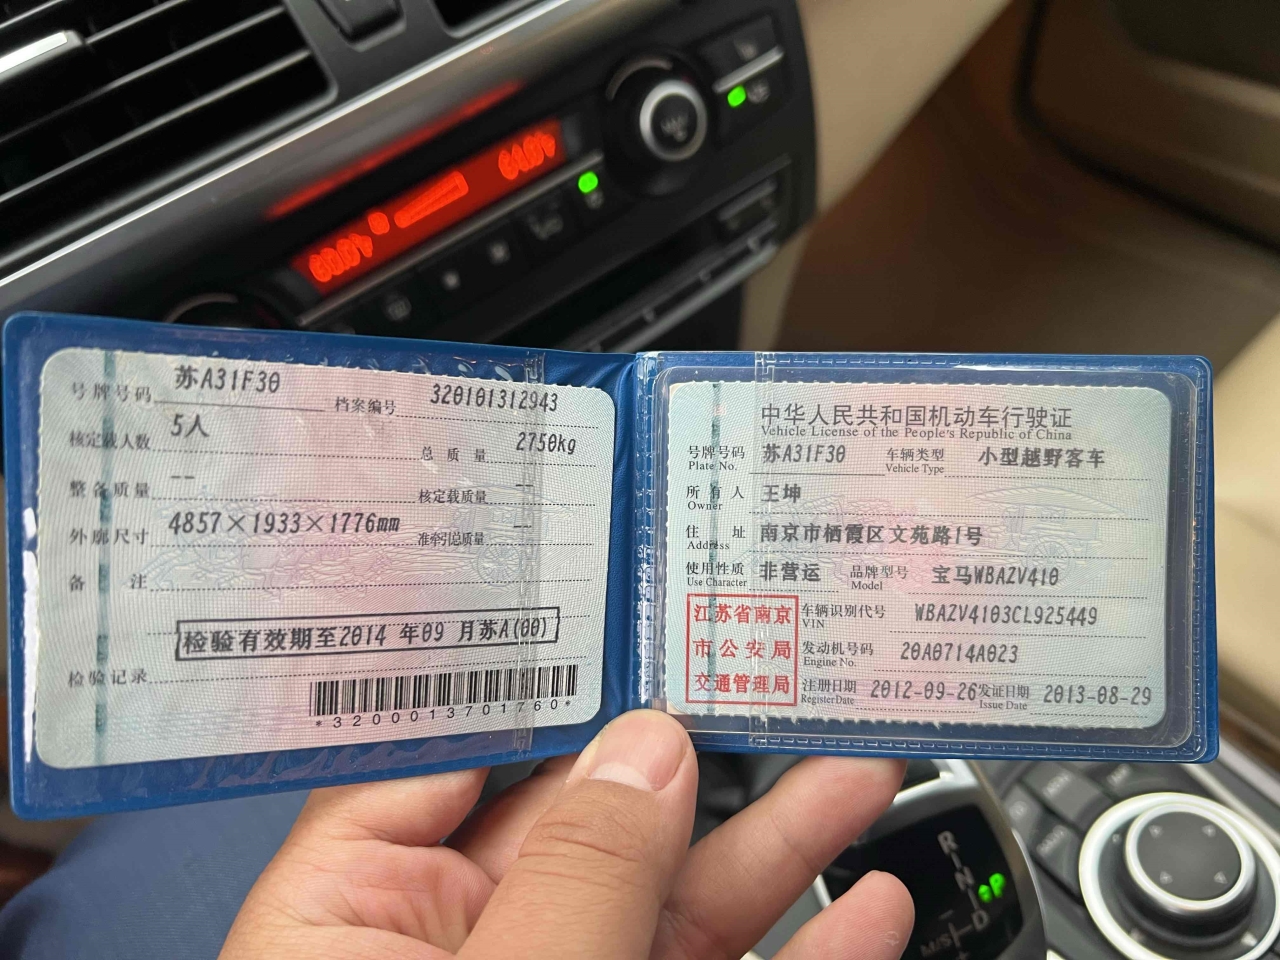 号牌号码 苏A31F30 档案编号 320101312943
核定载人数 5人 总质量 2750kg
整备质量 -- 核定载质量 --
外廓尺寸 4857×1933×1776mm 准牵引总质量 --
备 注
检验有效期至2014 年09 月苏A(00)
检验记录
*3200013701760*
中华人民共和国机动车行驶证
Vehicle License of the People's Republic of China
号牌号码 苏A31F30 车辆类型 小型越野客车
Plate No. Vehicle Type
所有人 王坤
Owner
住 址 南京市栖霞区文苑路1号
Address
使用性质 非营运 品牌型号 宝马WBAZV410
Use Character Model
江苏省南京
市公安局
交通管理局
车辆识别代号 WBAZV4103CL925449
VIN
发动机号码 20A0714A023
Engine No.
注册日期 2012-09-26 发证日期 2013-08-29
Register Date Issue Date
R
N
D
P